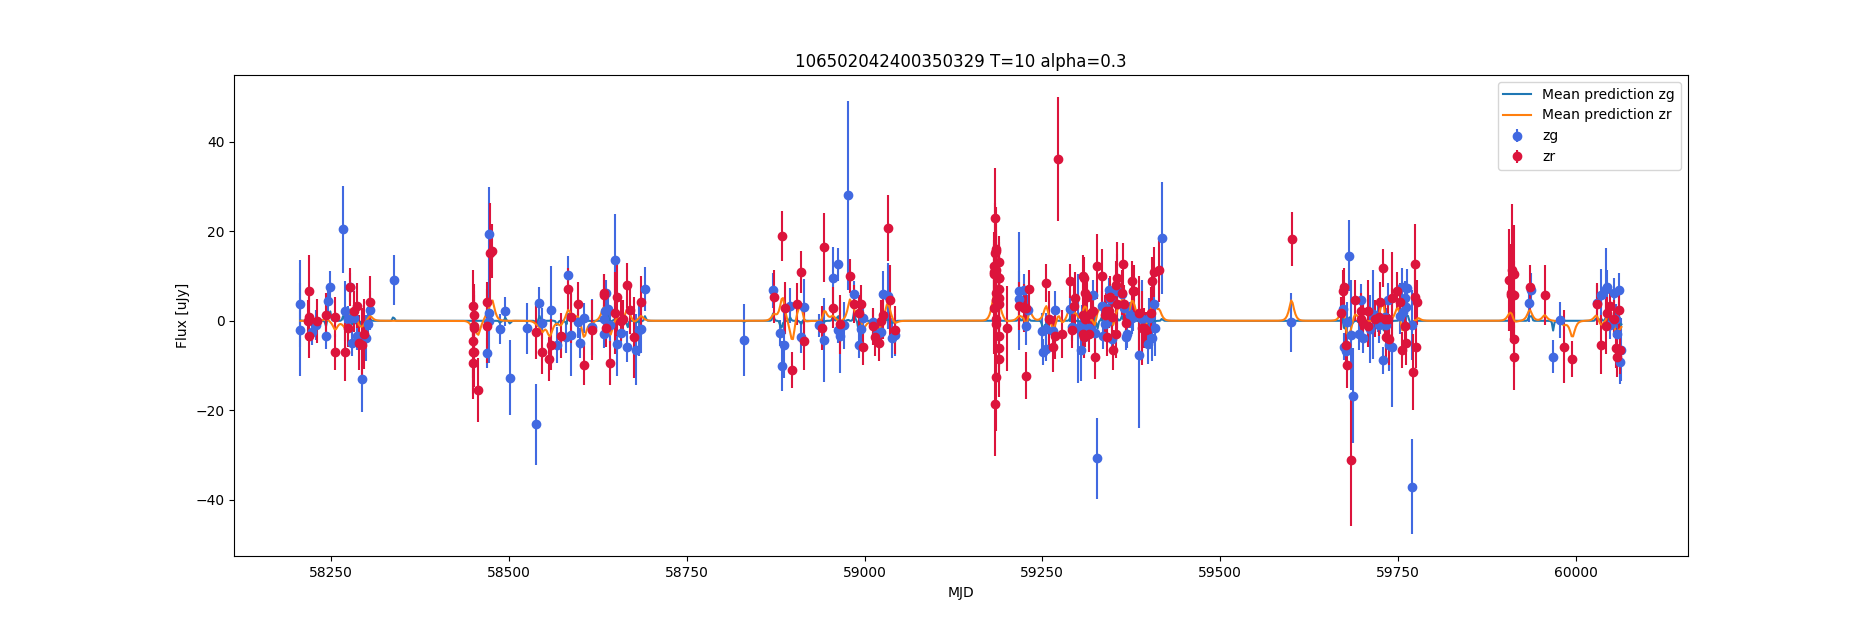 106502042400350329 T=10 alpha=0.3
Mean prediction zg
Mean prediction zr
zg
zr
Flux [uJy]
40
20
0
−20
−40
58250 58500 58750 59000 59250 59500 59750 60000
MJD